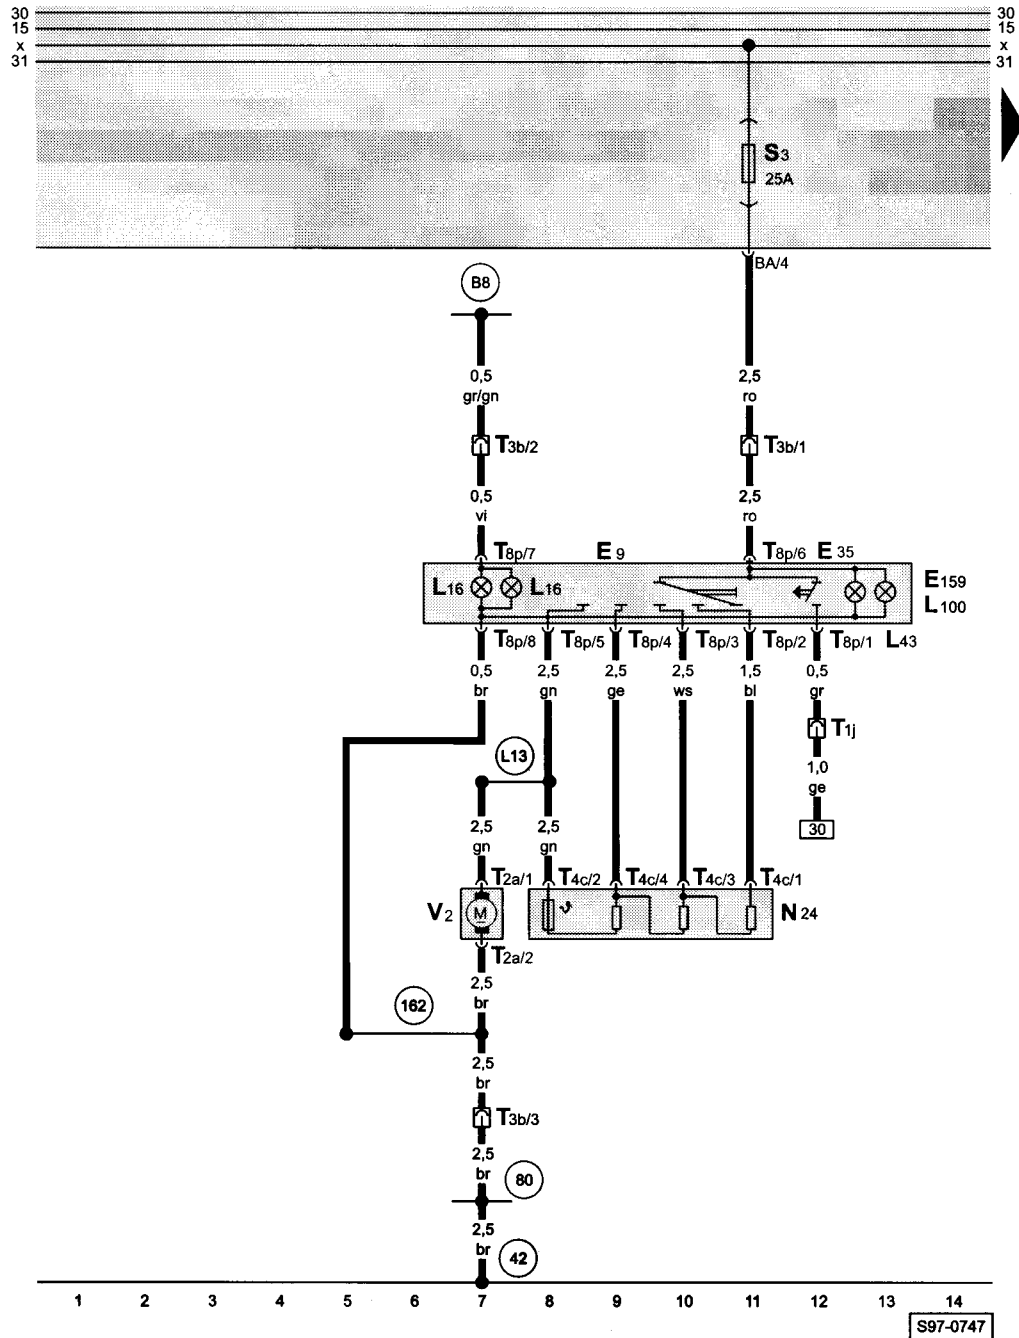 30 30
15 15
x x
31 31
S3
25A
BA/4
B8
0,5 2,5
gr/gn ro
T3b/2 T3b/1
0,5 2,5
vi ro
T8p/7 E9 T8p/6 E35
L16 L16 E159
L100
T8p/8 T8p/5 T8p/4 T8p/3 T8p/2 T8p/1 L43
0,5 2,5 2,5 2,5 1,5 0,5
br gn ge ws bl gr
T1j
L13
1,0
ge
2,5 2,5 30
gn gn
T2a/1 T4c/2 T4c/4 T4c/3 T4c/1
V2 M N24
T2a/2
2,5
br
162
2,5
br
T3b/3
2,5
br
80
2,5
br
42
1 2 3 4 5 6 7 8 9 10 11 12 13 14
S97-0747